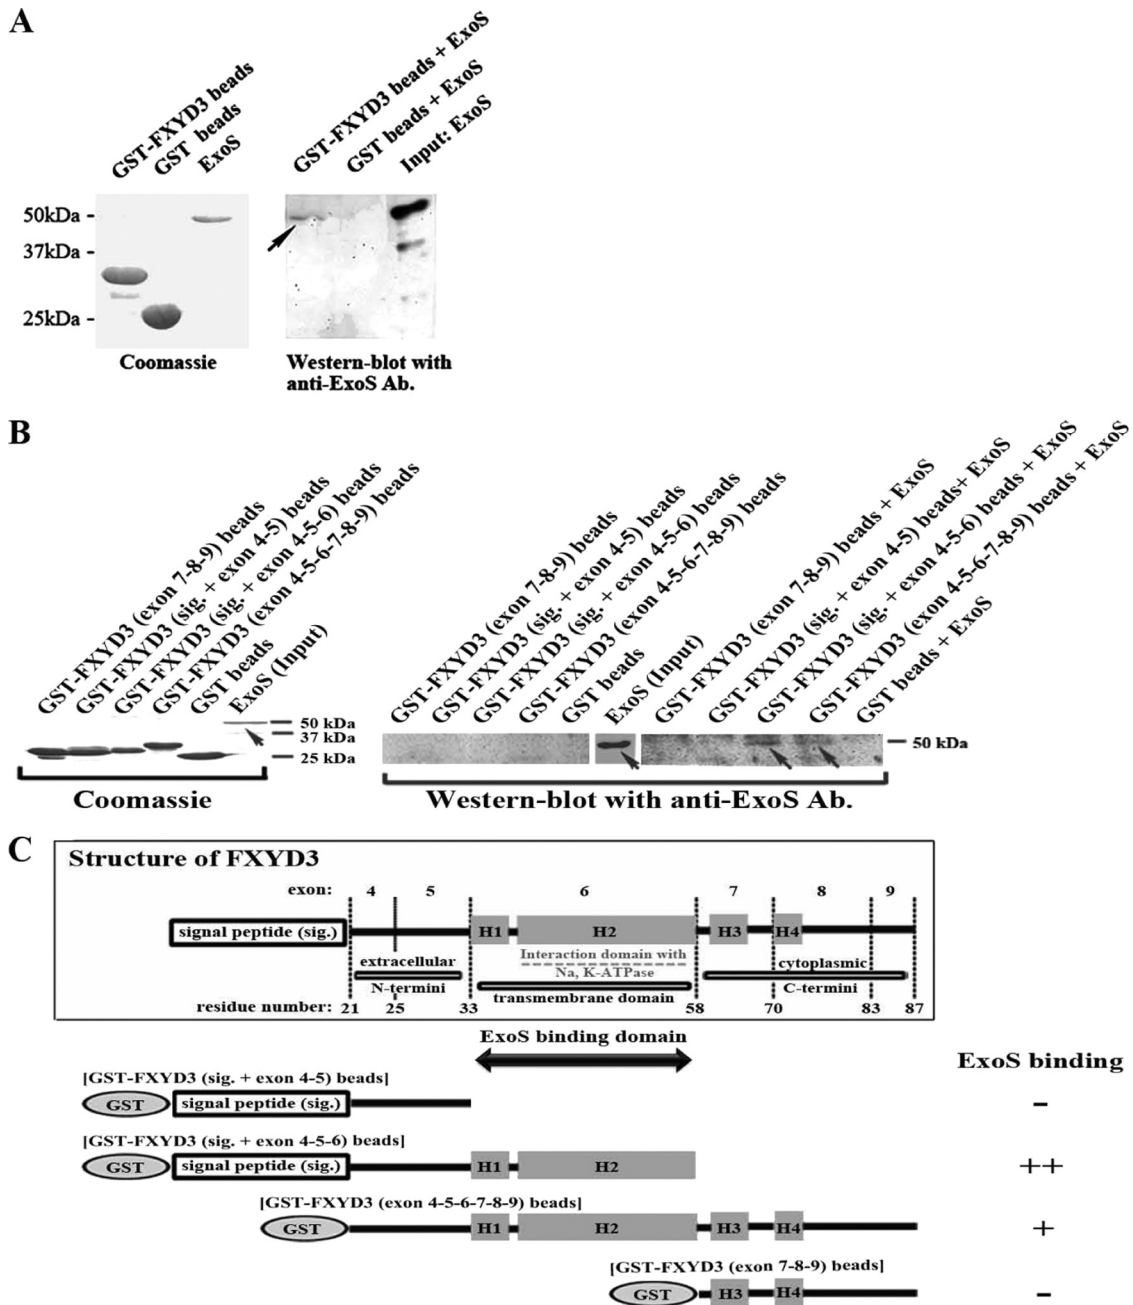 A
GST-FXYD3 beads
GST beads
ExoS
GST-FXYD3 beads + ExoS
GST beads + ExoS
Input: ExoS
50kDa
37kDa
25kDa
Coomassie
Western-blot with
anti-ExoS Ab.
B
GST-FXYD3 (exon 7-8-9) beads
GST-FXYD3 (sig. + exon 4-5) beads
GST-FXYD3 (sig. + exon 4-5-6) beads
GST-FXYD3 (exon 4-5-6-7-8-9) beads
GST beads
ExoS (Input)
50 kDa
37 kDa
25 kDa
Coomassie
GST-FXYD3 (exon 7-8-9) beads
GST-FXYD3 (sig. + exon 4-5) beads
GST-FXYD3 (sig. + exon 4-5-6) beads
GST-FXYD3 (exon 4-5-6-7-8-9) beads
GST beads
ExoS (Input)
GST-FXYD3 (exon 7-8-9) beads + ExoS
GST-FXYD3 (sig. + exon 4-5) beads+ ExoS
GST-FXYD3 (sig. + exon 4-5-6) beads + ExoS
GST-FXYD3 (exon 4-5-6-7-8-9) beads + ExoS
GST beads + ExoS
50 kDa
Western-blot with anti-ExoS Ab.
C
Structure of FXYD3
exon: 4 5 6 7 8 9
signal peptide (sig.) H1 H2 H3 H4
extracellular
N-termini
Interaction domain with
Na, K-ATPase
transmembrane domain
cytoplasmic
C-termini
residue number: 21 25 33 58 70 83 87
ExoS binding domain
ExoS binding
[GST-FXYD3 (sig. + exon 4-5) beads]
GST signal peptide (sig.) -
[GST-FXYD3 (sig. + exon 4-5-6) beads]
GST signal peptide (sig.) H1 H2 ++
[GST-FXYD3 (exon 4-5-6-7-8-9) beads]
GST H1 H2 H3 H4 +
[GST-FXYD3 (exon 7-8-9) beads]
GST H3 H4 -